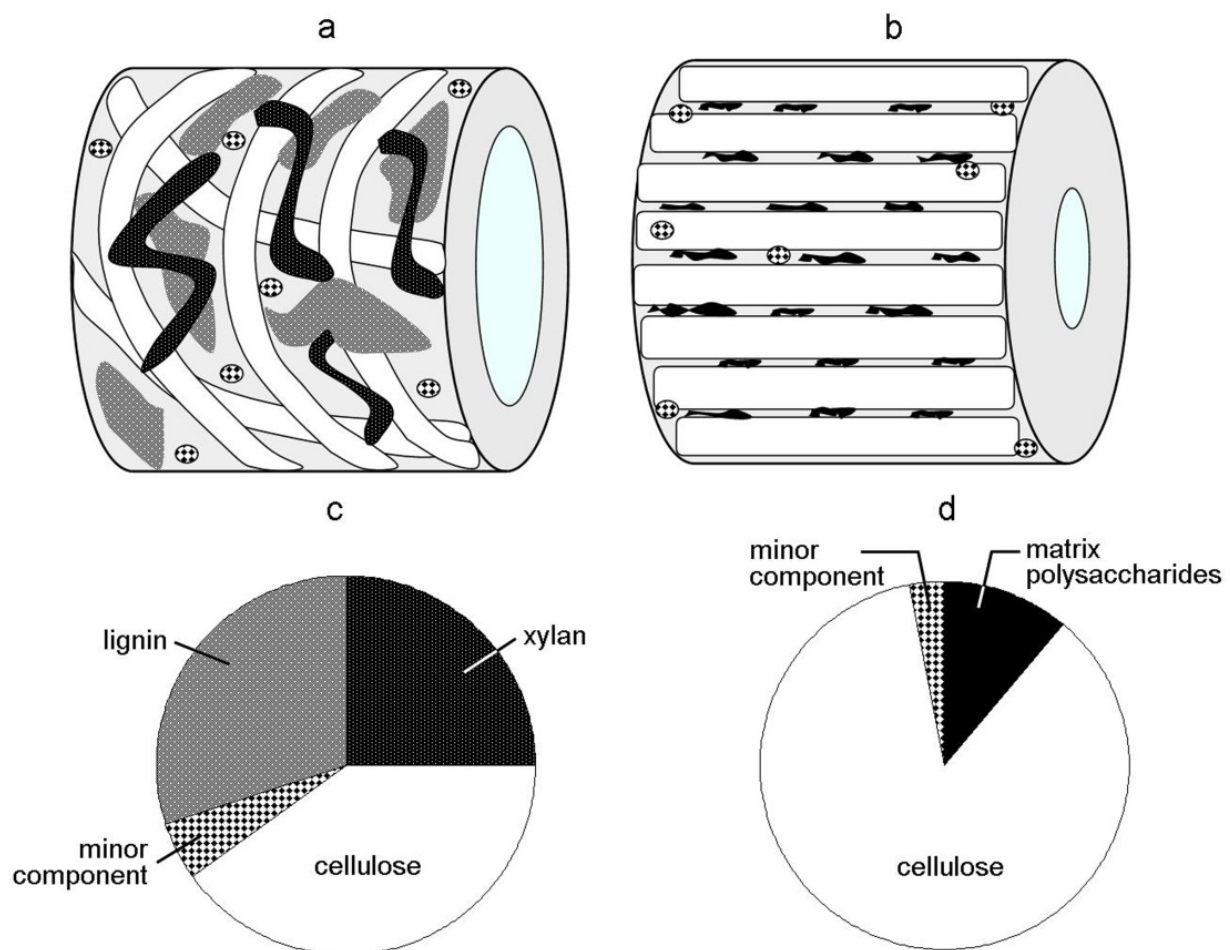 a
b
c
d
lignin
xylan
minor
component
cellulose
minor
component
matrix
polysaccharides
cellulose